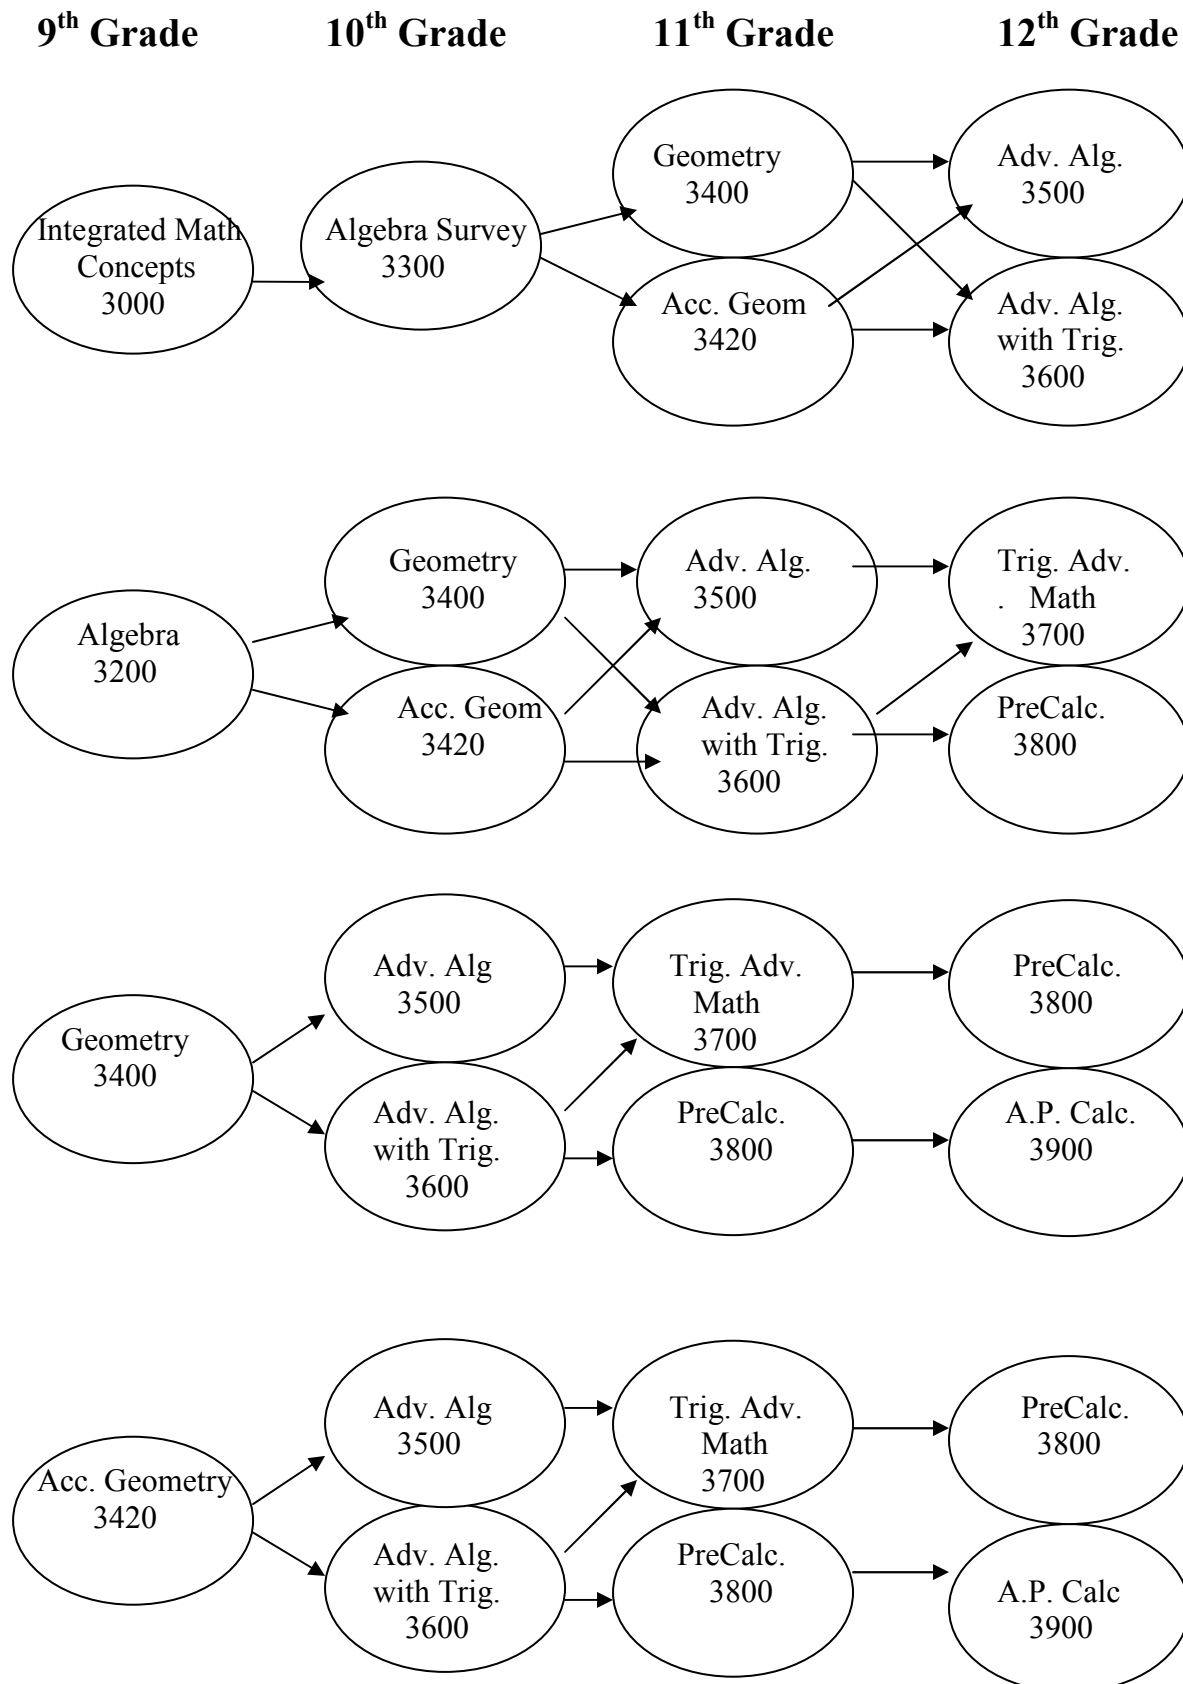 9th Grade 10th Grade 11th Grade 12th Grade
Integrated Math
Concepts
3000
Algebra Survey
3300
Geometry
3400
Acc. Geom
3420
Adv. Alg.
3500
Adv. Alg.
with Trig.
3600
Algebra
3200
Geometry
3400
Acc. Geom
3420
Adv. Alg.
3500
Adv. Alg.
with Trig.
3600
Trig. Adv.
. Math
3700
PreCalc.
3800
Geometry
3400
Adv. Alg
3500
Adv. Alg.
with Trig.
3600
Trig. Adv.
Math
3700
PreCalc.
3800
PreCalc.
3800
A.P. Calc.
3900
Acc. Geometry
3420
Adv. Alg
3500
Adv. Alg.
with Trig.
3600
Trig. Adv.
Math
3700
PreCalc.
3800
PreCalc.
3800
A.P. Calc
3900